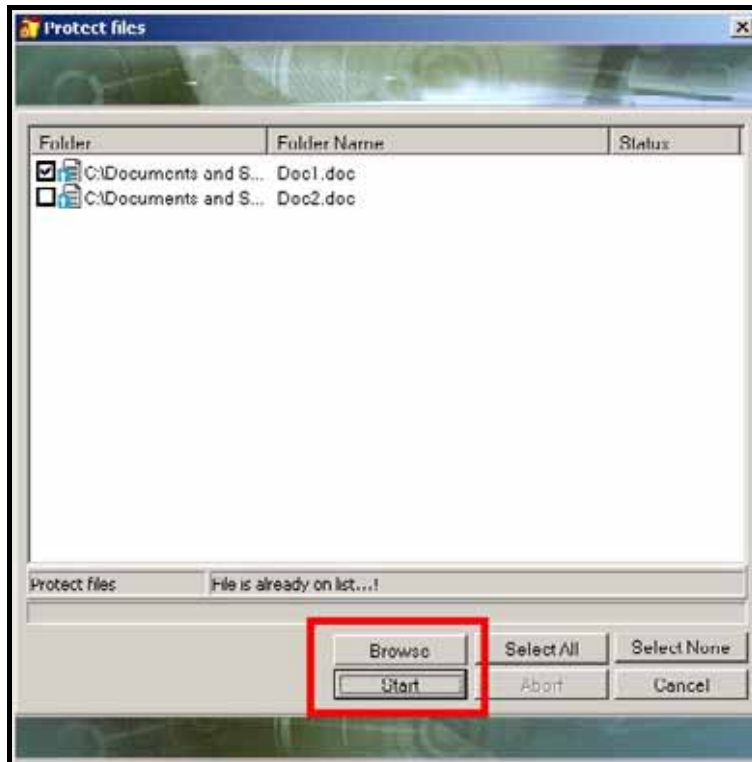 Protect files
Folder Folder Name Status
C:\Documents and S... Doc1.doc
C:\Documents and S... Doc2.doc
Protect files File is already on list...!
Browse Select All Select None
Start Abort Cancel